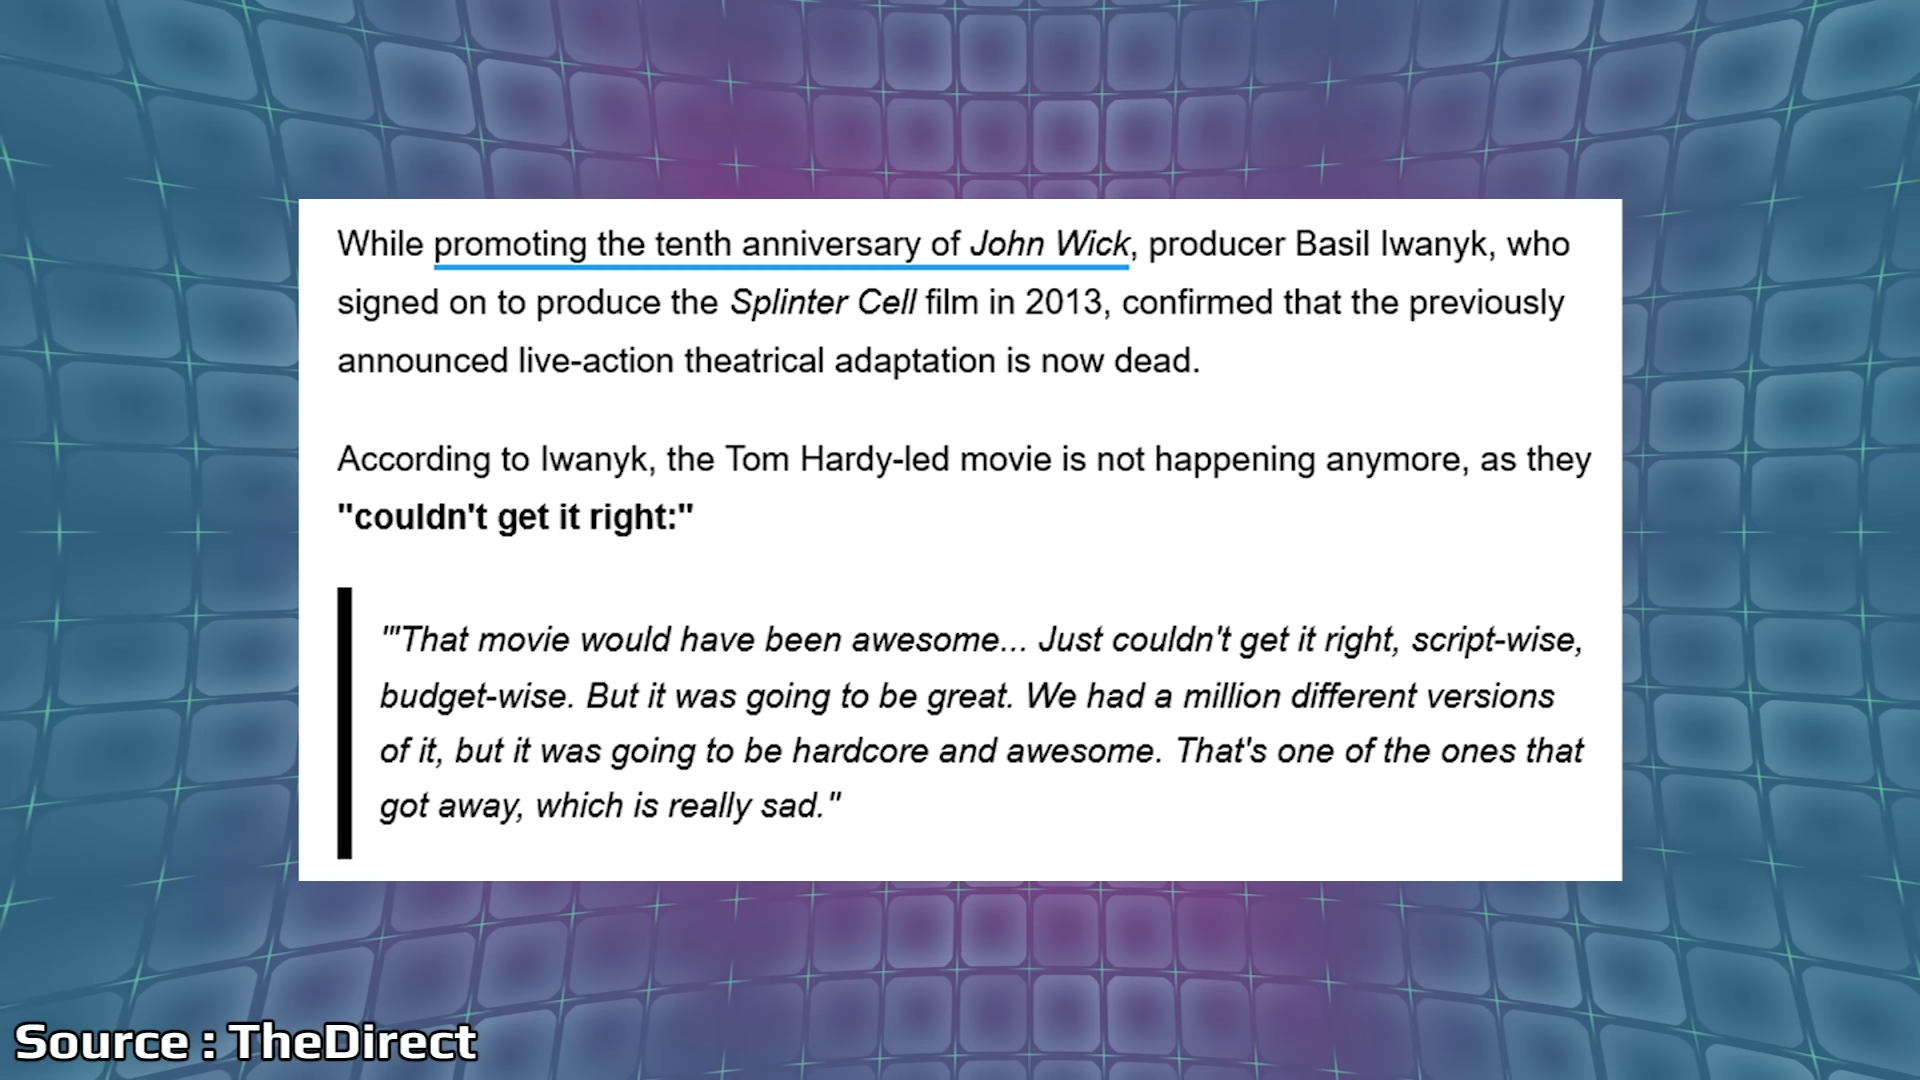 While promoting the tenth anniversary of John Wick, producer Basil Iwanyk, who
signed on to produce the Splinter Cell film in 2013, confirmed that the previously
announced live-action theatrical adaptation is now dead.
According to Iwanyk, the Tom Hardy-led movie is not happening anymore, as they
"couldn't get it right:"
"'That movie would have been awesome... Just couldn't get it right, script-wise,
budget-wise. But it was going to be great. We had a million different versions
of it, but it was going to be hardcore and awesome. That's one of the ones that
got away, which is really sad."
Source : TheDirect